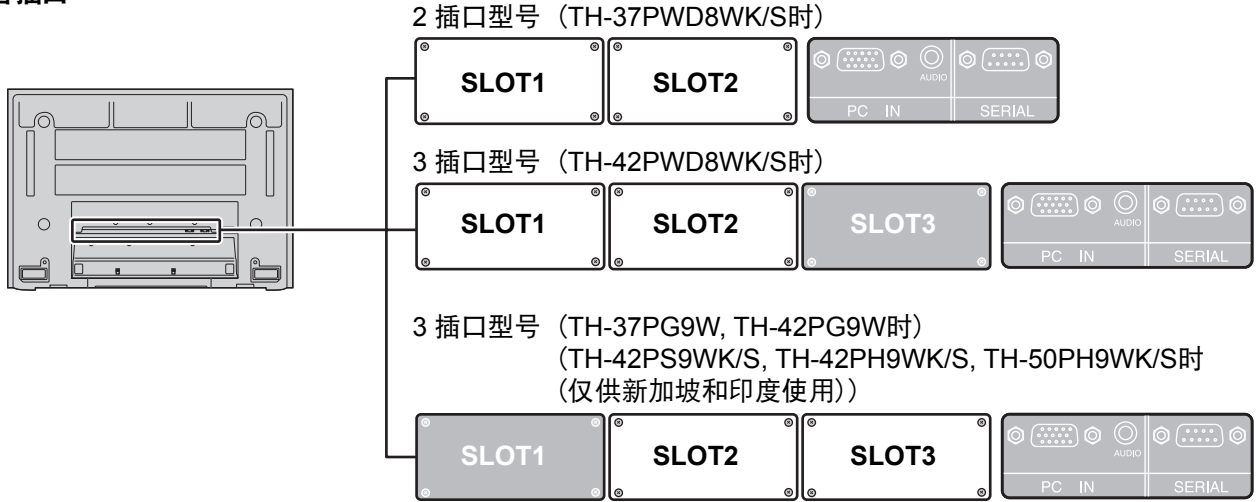 插口
2 插口型号（TH-37PWD8WK/S时）
SLOT1 SLOT2 AUDIO
PC IN SERIAL
3 插口型号（TH-42PWD8WK/S时）
SLOT1 SLOT2 SLOT3 AUDIO
PC IN SERIAL
3 插口型号（TH-37PG9W, TH-42PG9W时）
（TH-42PS9WK/S, TH-42PH9WK/S, TH-50PH9WK/S时
（仅供新加坡和印度使用））
SLOT1 SLOT2 SLOT3 AUDIO
PC IN SERIAL